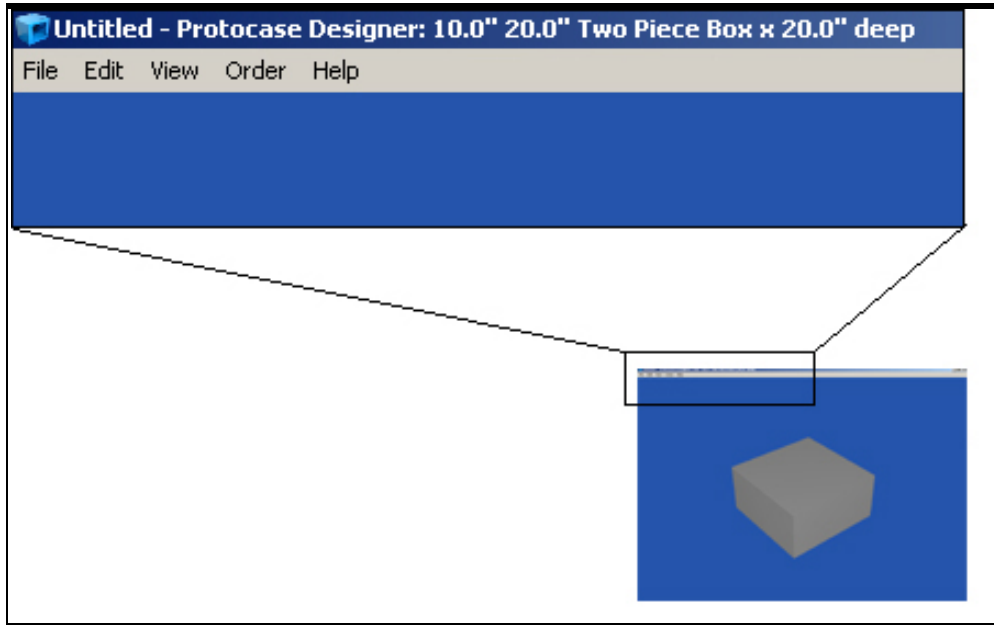 Untitled - Protocase Designer: 10.0" 20.0" Two Piece Box x 20.0" deep
File Edit View Order Help